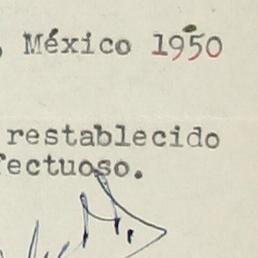 , México 1950
restablecido
fectuoso.